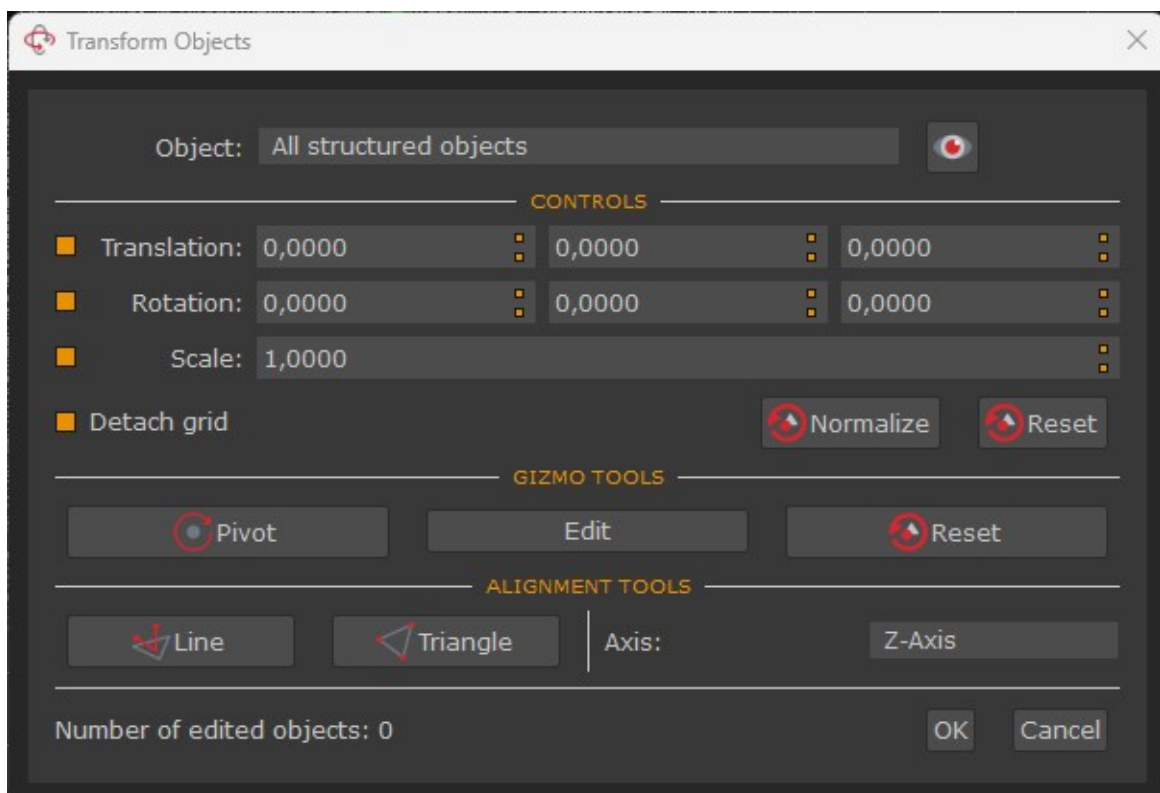 Transform Objects
Object: All structured objects
CONTROLS
Translation: 0,0000 0,0000 0,0000
Rotation: 0,0000 0,0000 0,0000
Scale: 1,0000
Detach grid Normalize Reset
GIZMO TOOLS
Pivot Edit Reset
ALIGNMENT TOOLS
Line Triangle Axis: Z-Axis
Number of edited objects: 0 OK Cancel